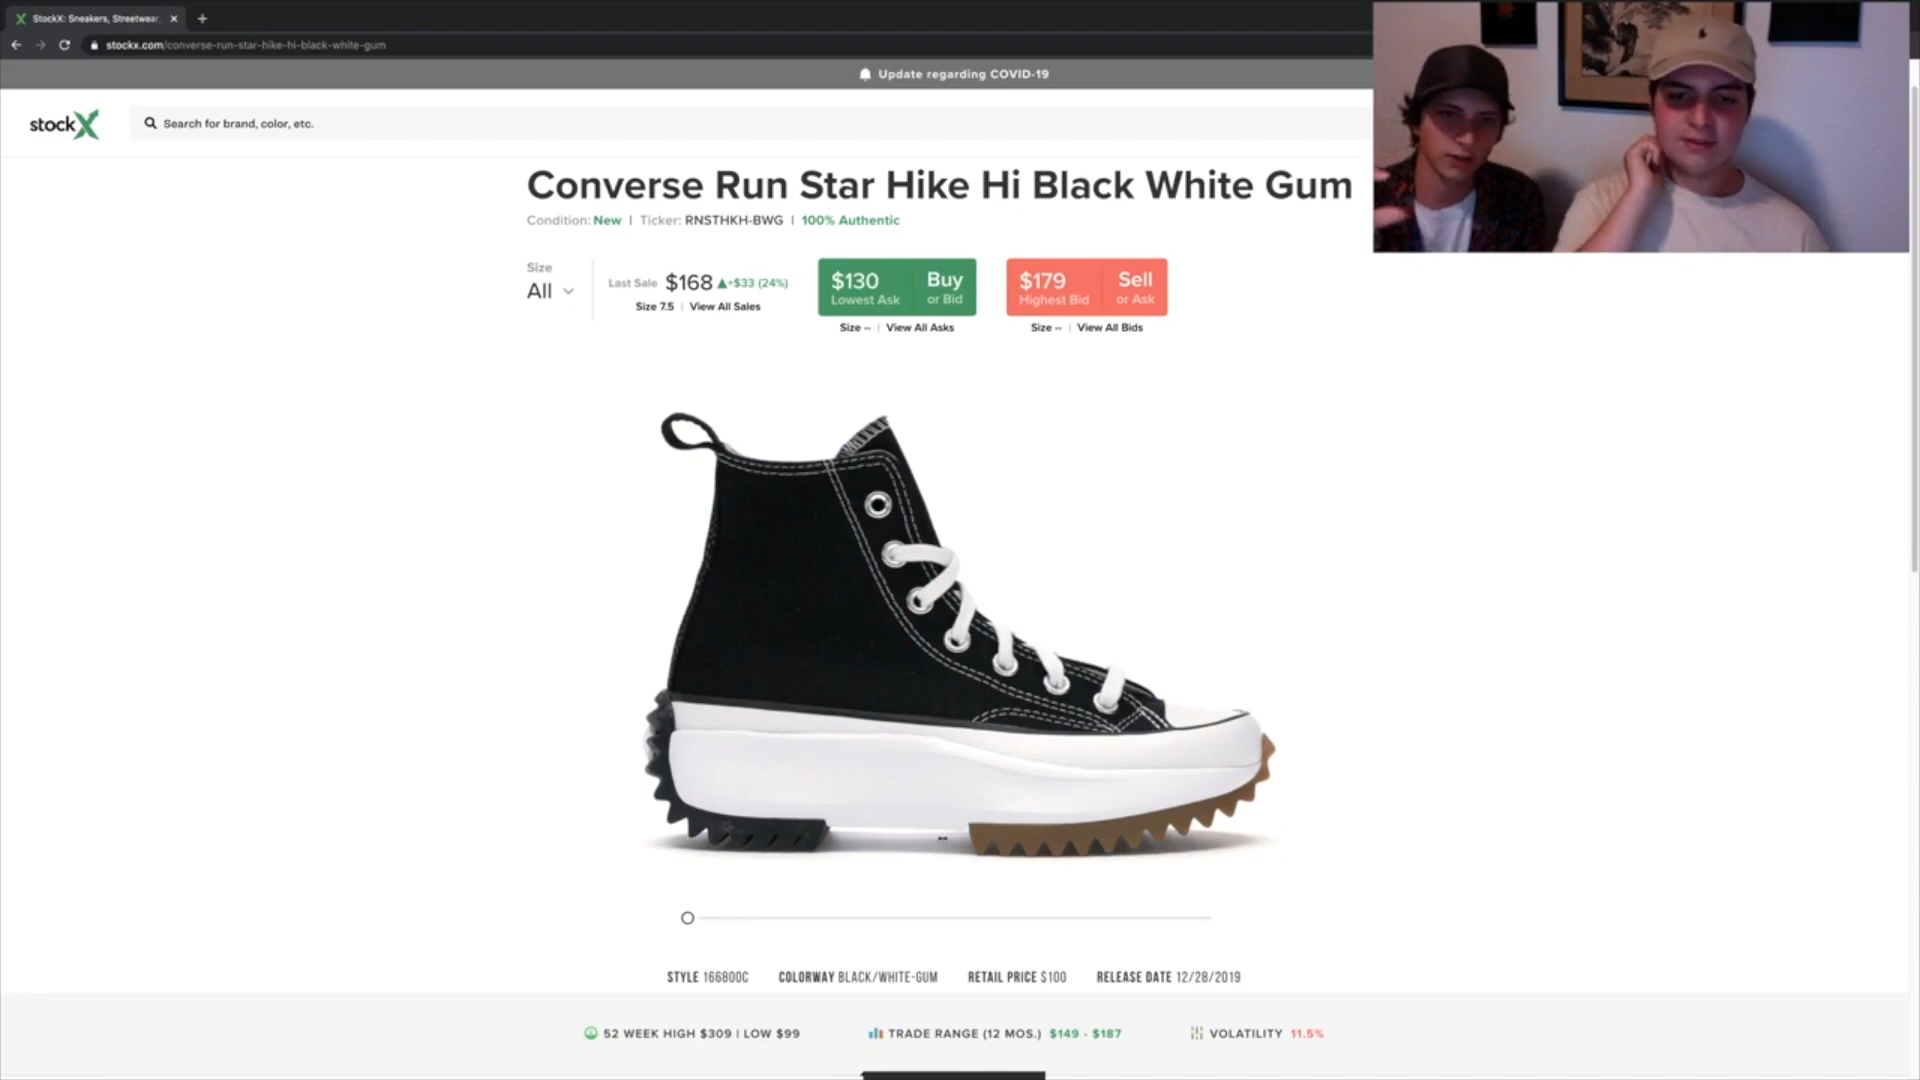 StockX: Sneakers, Streetwear
stockx.com/converse-run-star-hike-hi-black-white-gum
Update regarding COVID-19
stockX
Search for brand, color, etc.
Converse Run Star Hike Hi Black White Gum
Condition: New | Ticker: RNSTHKH-BWG | 100% Authentic
Size
All
Last Sale $168 ▲+$33 (24%)
Size 7.5 | View All Sales
$130 Buy
Lowest Ask or Bid
Size -- | View All Asks
$179 Sell
Highest Bid or Ask
Size -- | View All Bids
STYLE 166800C COLORWAY BLACK/WHITE-GUM RETAIL PRICE $100 RELEASE DATE 12/28/2019
52 WEEK HIGH $309 | LOW $99 TRADE RANGE (12 MOS.) $149 - $187 VOLATILITY 11.5%